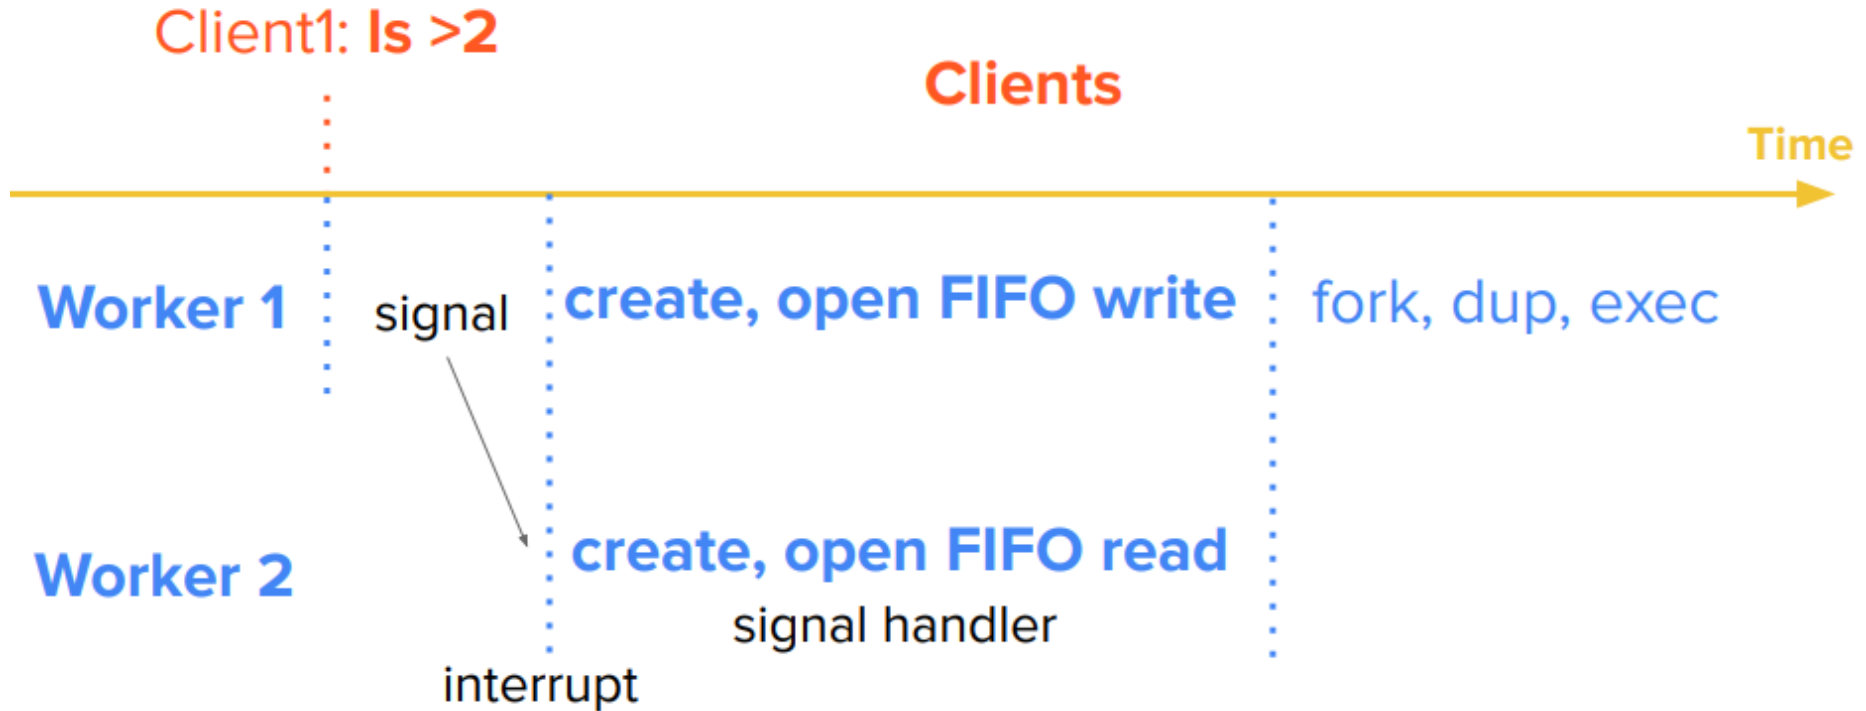 Client1: ls >2
Clients
Time
Worker 1
signal
create, open FIFO write
fork, dup, exec
Worker 2
create, open FIFO read
signal handler
interrupt